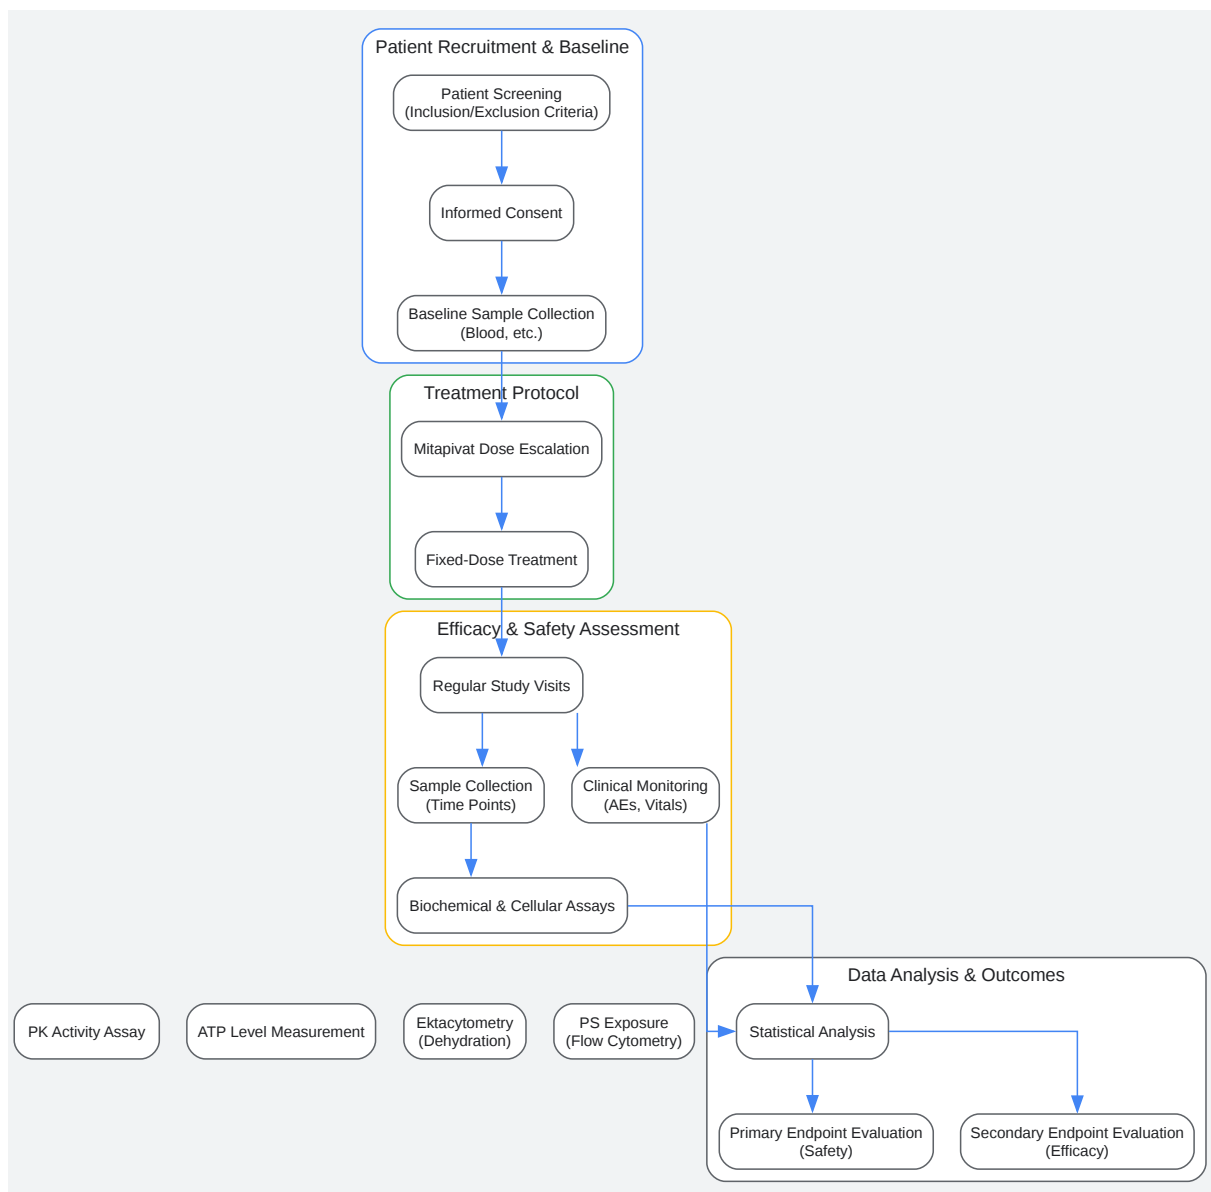 Patient Recruitment & Baseline
Patient Screening
(Inclusion/Exclusion Criteria)
Informed Consent
Baseline Sample Collection
(Blood, etc.)
Treatment Protocol
Mitapivat Dose Escalation
Fixed-Dose Treatment
Efficacy & Safety Assessment
Regular Study Visits
Sample Collection
(Time Points)
Clinical Monitoring
(AEs, Vitals)
Biochemical & Cellular Assays
PK Activity Assay
ATP Level Measurement
Ektacytometry
(Dehydration)
PS Exposure
(Flow Cytometry)
Data Analysis & Outcomes
Statistical Analysis
Primary Endpoint Evaluation
(Safety)
Secondary Endpoint Evaluation
(Efficacy)